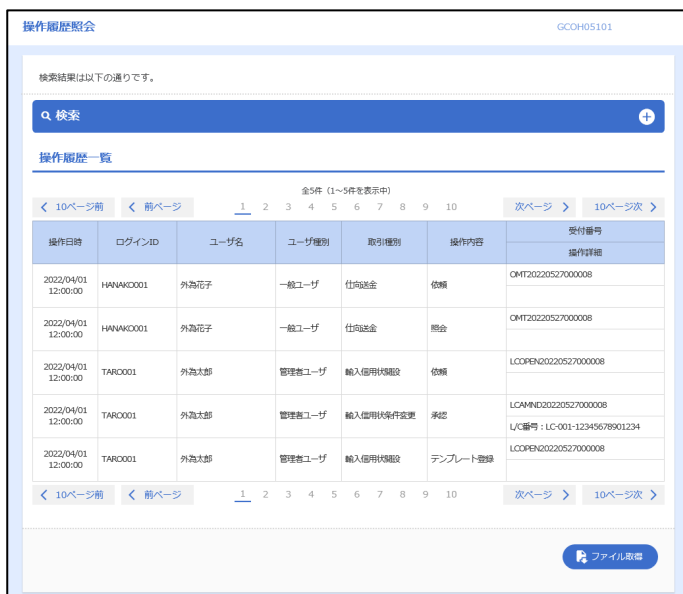 操作履歴照会
GCOH05101
検索結果は以下の通りです。
検索
操作履歴一覧
全5件（1～5件を表示中）
10ページ前 前ページ 1 2 3 4 5 6 7 8 9 10 次ページ 10ページ次
操作日時 ログインID ユーザ名 ユーザ種別 取引種別 操作内容 受付番号
操作詳細
2022/04/01 12:00:00 HANAKO001 外為花子 一般ユーザ 仕向送金 依頼 OMT20220527000008
2022/04/01 12:00:00 HANAKO001 外為花子 一般ユーザ 仕向送金 照会 OMT20220527000008
2022/04/01 12:00:00 TARO001 外為太郎 管理者ユーザ 輸入信用状開設 依頼 LCOPEN20220527000008
2022/04/01 12:00:00 TARO001 外為太郎 管理者ユーザ 輸入信用状条件変更 承認 LCAMND20220527000008
L/C番号：LC-001-12345678901234
2022/04/01 12:00:00 TARO001 外為太郎 管理者ユーザ 輸入信用状開設 テンプレート登録 LCOPEN20220527000008
10ページ前 前ページ 1 2 3 4 5 6 7 8 9 10 次ページ 10ページ次
ファイル取得